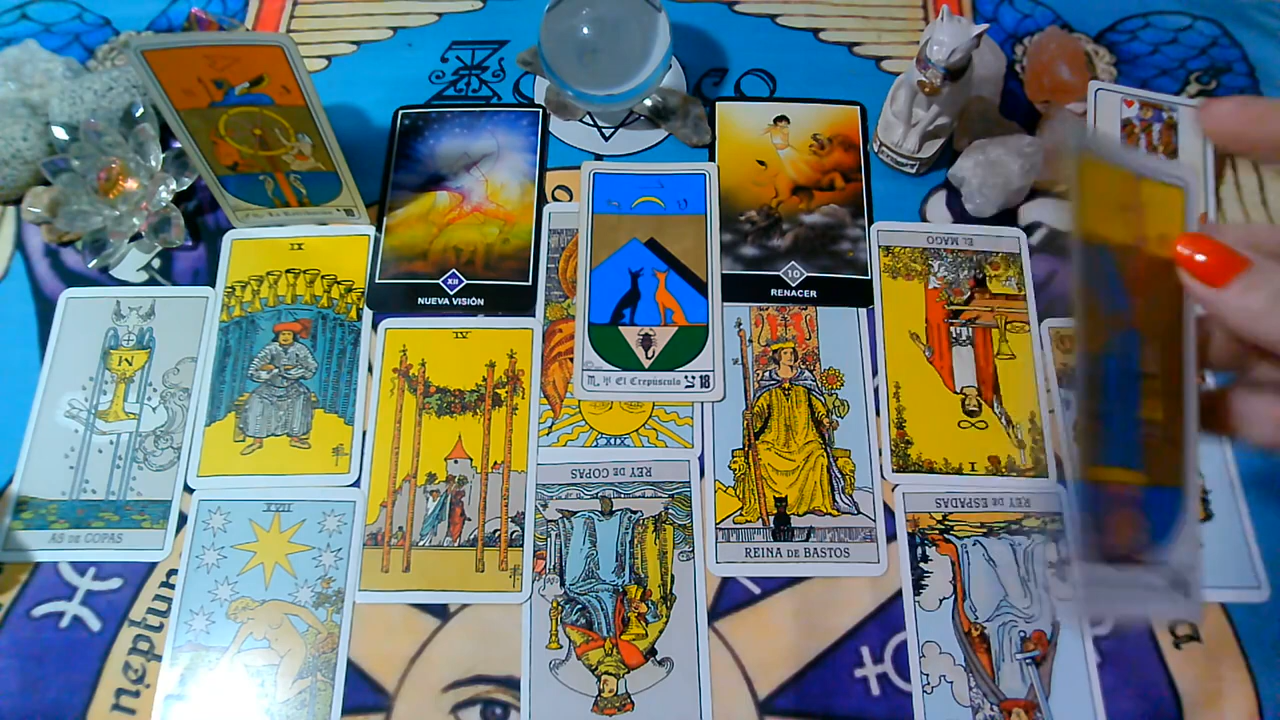 XII
NUEVA VISIÓN
10
RENACER
El Crepúsculo
18
IX
AS DE COPAS
IV
XIX
XVII
REY DE COPAS
REINA DE BASTOS
EL MAGO
I
REY DE ESPADAS
neptun